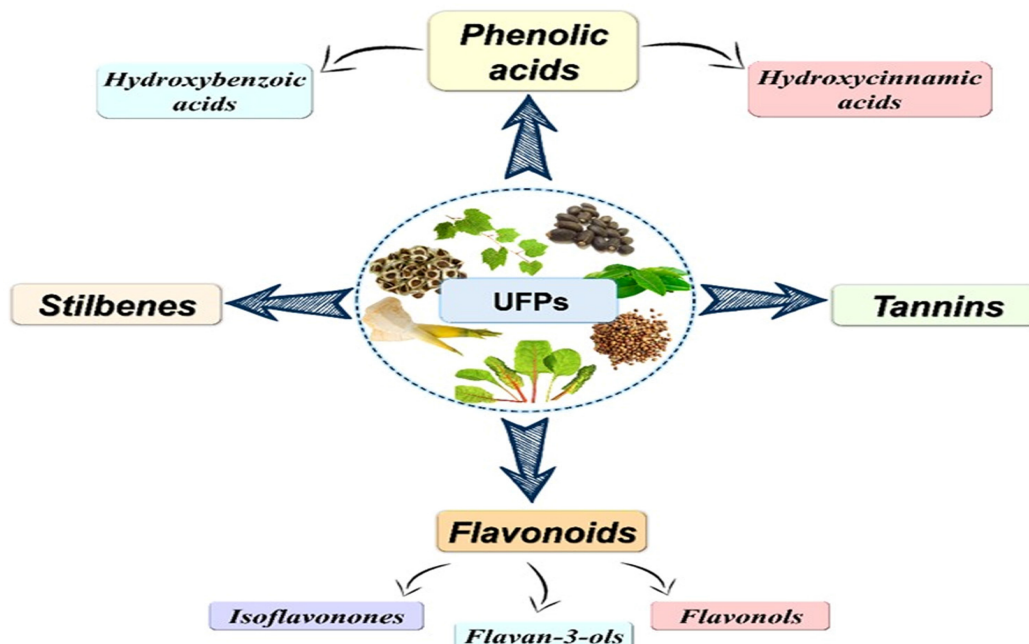 Phenolic
acids
Hydroxybenzoic
acids
Hydroxycinnamic
acids
Stilbenes
UFPs
Tannins
Flavonoids
Isoflavonones
Flavan-3-ols
Flavonols